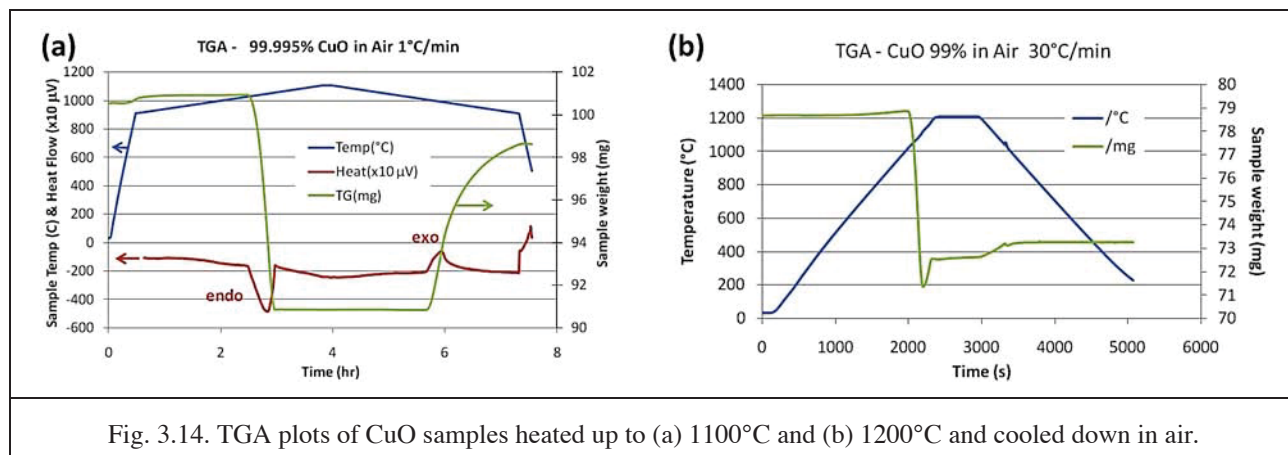 (a)
TGA - 99.995% CuO in Air 1°C/min
Sample Temp (C) & Heat Flow (x10 µV)
1200
1000
800
600
400
200
0
-200
-400
-600
102
100
98
96
94
92
90
Sample weight (mg)
Temp(°C)
Heat(x10 µV)
TG(mg)
exo
endo
0
2
4
6
8
Time (hr)
(b)
TGA - CuO 99% in Air 30°C/min
Temperature (°C)
1400
1200
1000
800
600
400
200
0
80
79
78
77
76
75
74
73
72
71
70
Sample weight (mg)
/°C
/mg
0
1000
2000
3000
4000
5000
6000
Time (s)
Fig. 3.14. TGA plots of CuO samples heated up to (a) 1100°C and (b) 1200°C and cooled down in air.